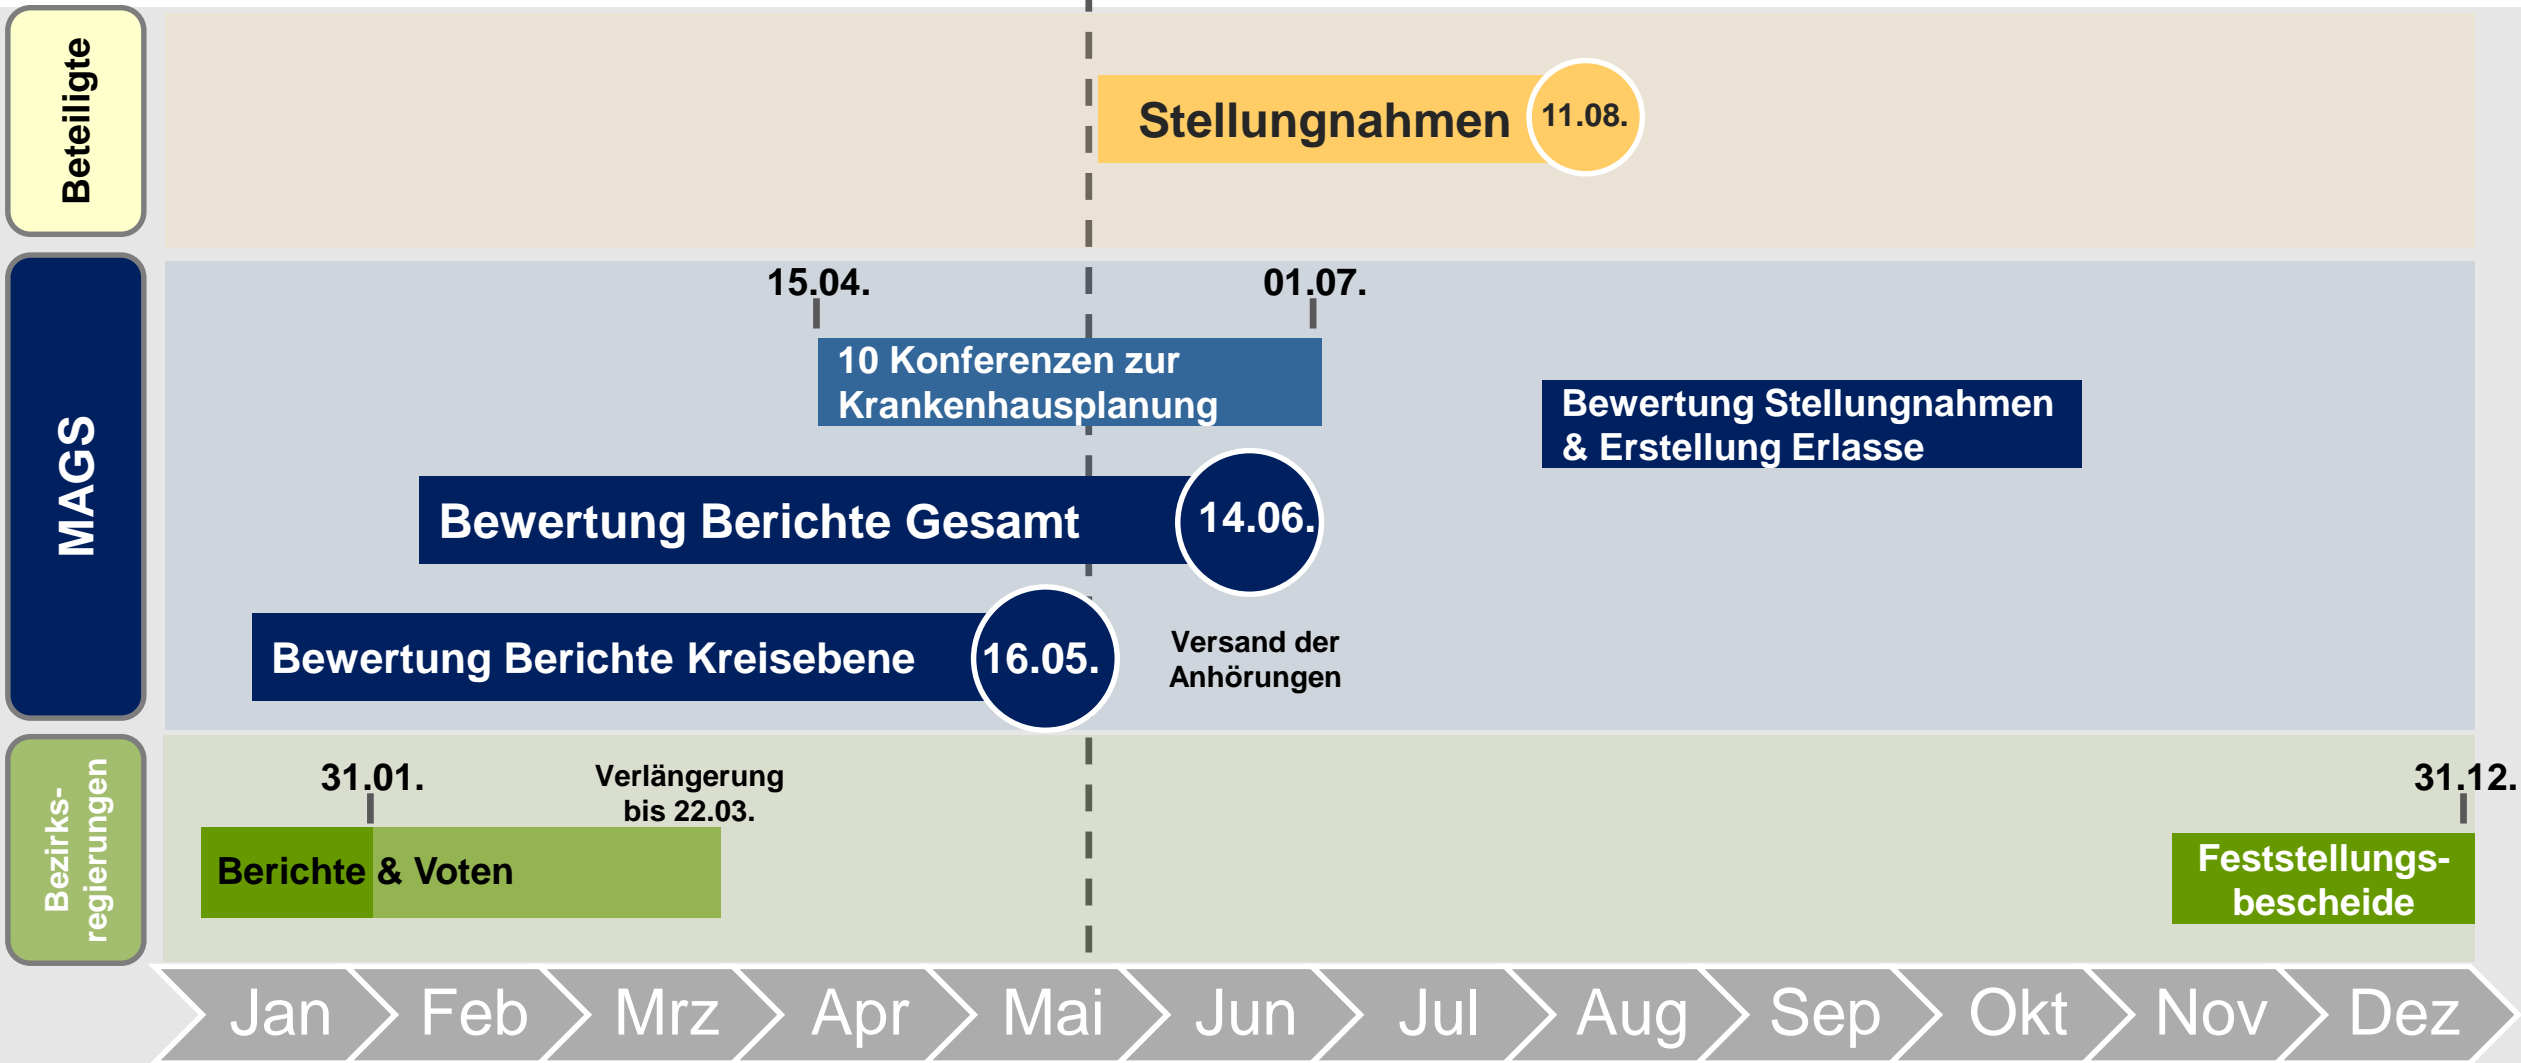 Beteiligte
Stellungnahmen
11.08.
MAGS
15.04.
01.07.
10 Konferenzen zur
Krankenhausplanung
Bewertung Stellungnahmen
& Erstellung Erlasse
Bewertung Berichte Gesamt
14.06.
Bewertung Berichte Kreisebene
16.05.
Versand der
Anhörungen
Bezirks-
regierungen
31.01.
Verlängerung
bis 22.03.
Berichte & Voten
31.12.
Feststellungs-
bescheide
Jan Feb Mrz Apr Mai Jun Jul Aug Sep Okt Nov Dez